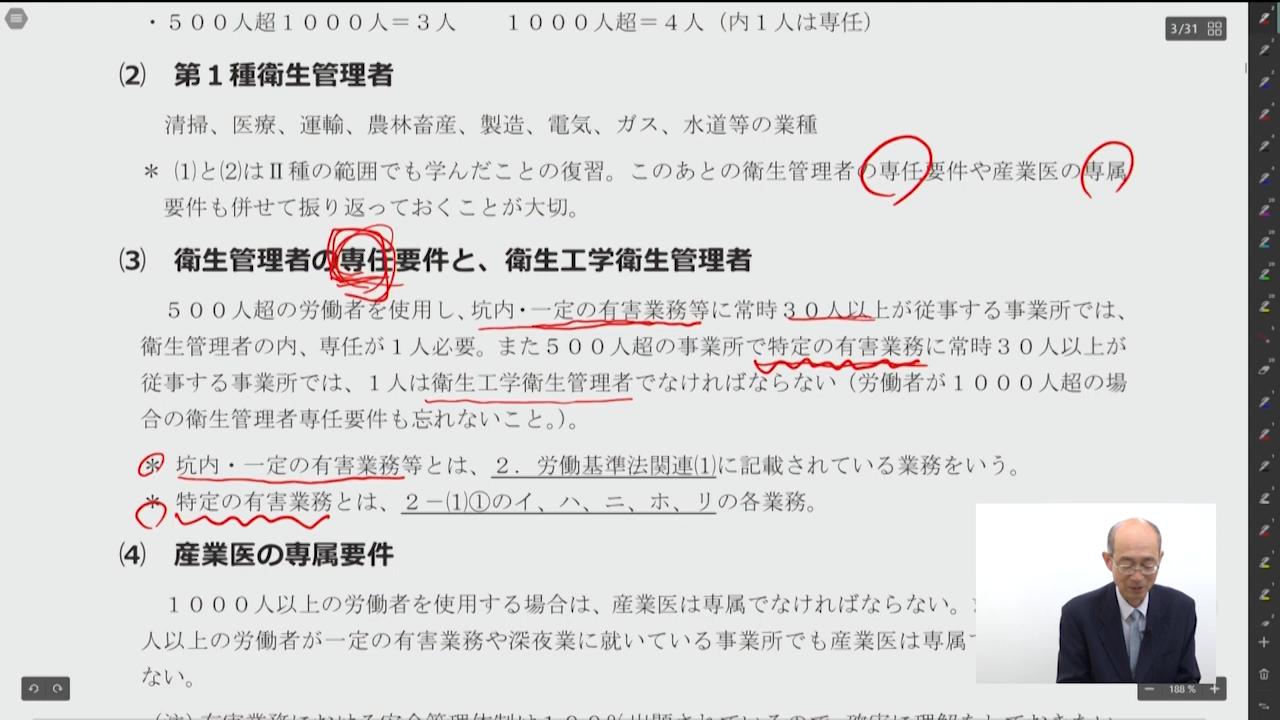 ・５００人超１０００人＝３人　　１０００人超＝４人（内１人は専任）
3/31
⑵　第１種衛生管理者
清掃、医療、運輸、農林畜産、製造、電気、ガス、水道等の業種
＊ ⑴と⑵はⅡ種の範囲でも学んだことの復習。このあとの衛生管理者の専任要件や産業医の専属
要件も併せて振り返っておくことが大切。
⑶　衛生管理者の専任要件と、衛生工学衛生管理者
５００人超の労働者を使用し、坑内・一定の有害業務等に常時３０人以上が従事する事業所では、
衛生管理者の内、専任が１人必要。また５００人超の事業所で特定の有害業務に常時３０人以上が
従事する事業所では、１人は衛生工学衛生管理者でなければならない（労働者が１０００人超の場
合の衛生管理者専任要件も忘れないこと。）。
＊ 坑内・一定の有害業務等とは、２．労働基準法関連⑴に記載されている業務をいう。
＊ 特定の有害業務とは、２－⑴①のイ、ハ、ニ、ホ、リの各業務。
⑷　産業医の専属要件
１０００人以上の労働者を使用する場合は、産業医は専属でなければならない。
人以上の労働者が一定の有害業務や深夜業に就いている事業所でも産業医は専属
ない。
188 %